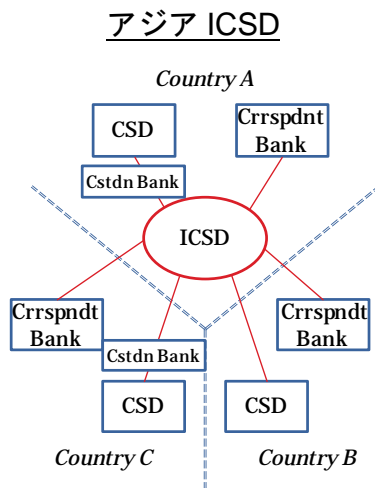 アジア ICSD
Country A
CSD
Crrspdnt
Bank
Cstdn Bank
ICSD
Crrspndt
Bank
Crrspndt
Bank
Cstdn Bank
CSD
CSD
Country C
Country B